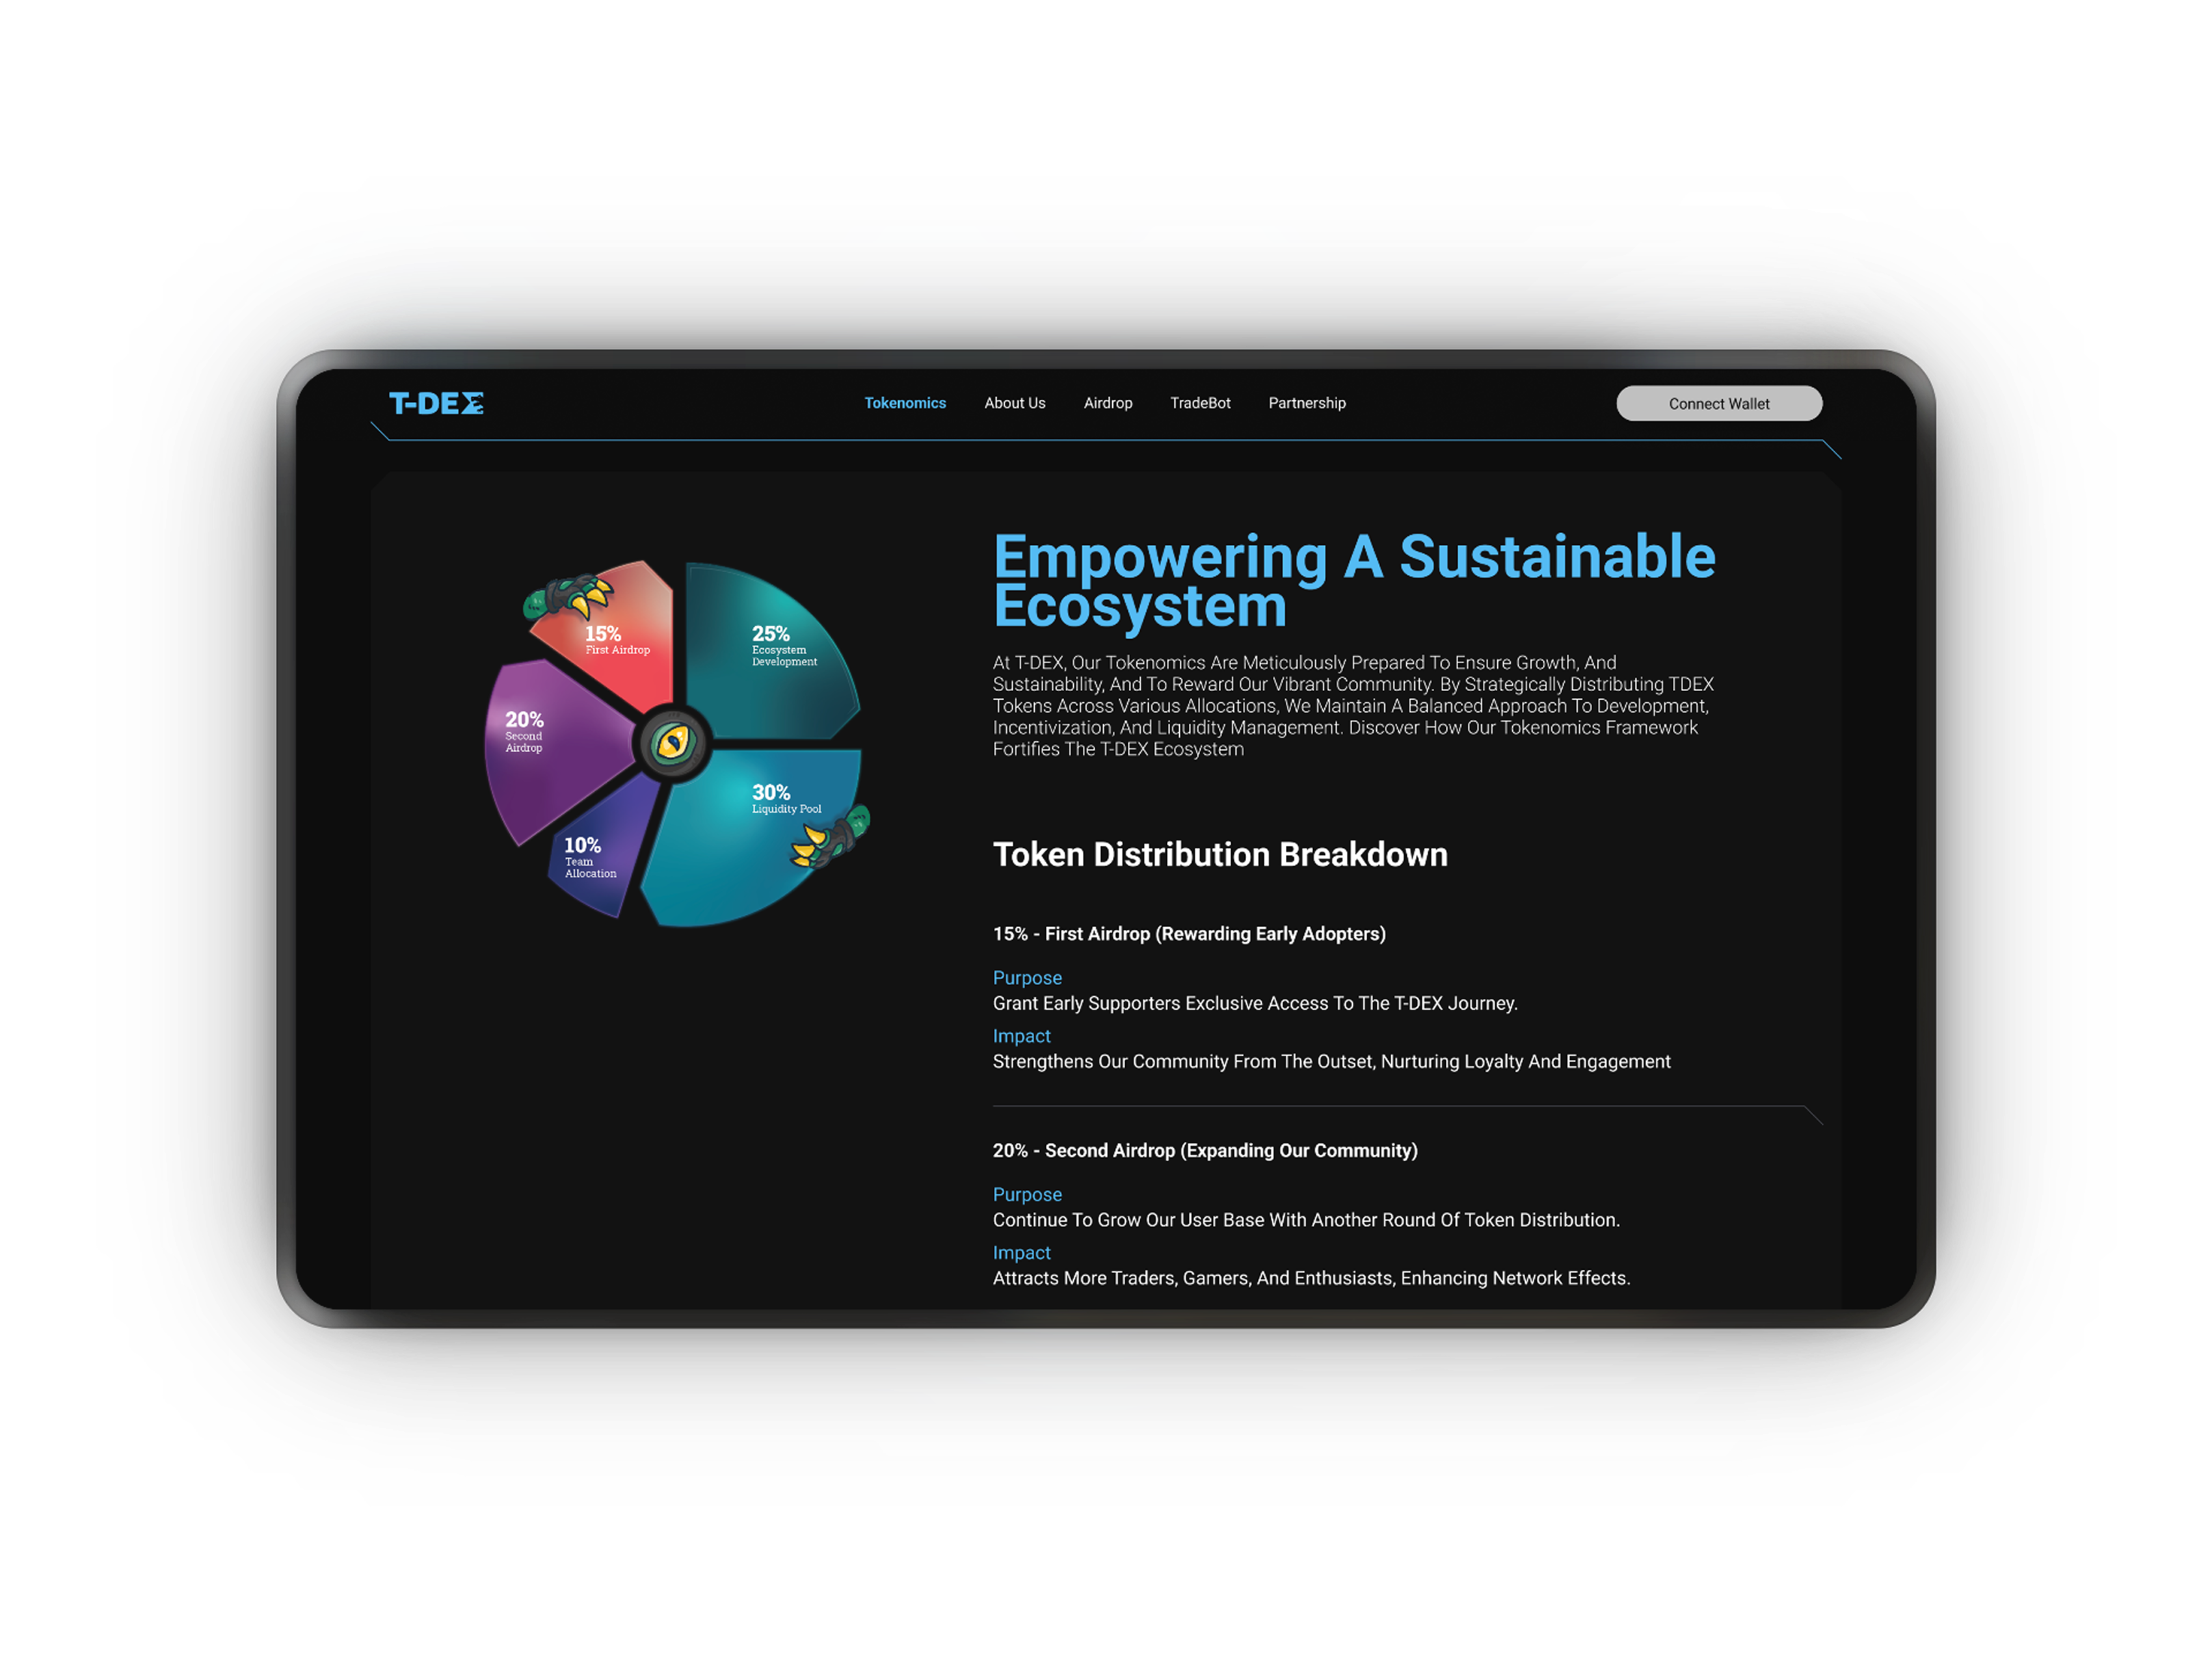 T-DEX
Tokenomics
About Us
Airdrop
TradeBot
Partnership
Connect Wallet
15%
First Airdrop
25%
Ecosystem
Development
20%
Second
Airdrop
30%
Liquidity Pool
10%
Team
Allocation
Empowering A Sustainable
Ecosystem
At T-DEX, Our Tokenomics Are Meticulously Prepared To Ensure Growth, And
Sustainability, And To Reward Our Vibrant Community. By Strategically Distributing TDEX
Tokens Across Various Allocations, We Maintain A Balanced Approach To Development,
Incentivization, And Liquidity Management. Discover How Our Tokenomics Framework
Fortifies The T-DEX Ecosystem
Token Distribution Breakdown
15% - First Airdrop (Rewarding Early Adopters)
Purpose
Grant Early Supporters Exclusive Access To The T-DEX Journey.
Impact
Strengthens Our Community From The Outset, Nurturing Loyalty And Engagement
20% - Second Airdrop (Expanding Our Community)
Purpose
Continue To Grow Our User Base With Another Round Of Token Distribution.
Impact
Attracts More Traders, Gamers, And Enthusiasts, Enhancing Network Effects.